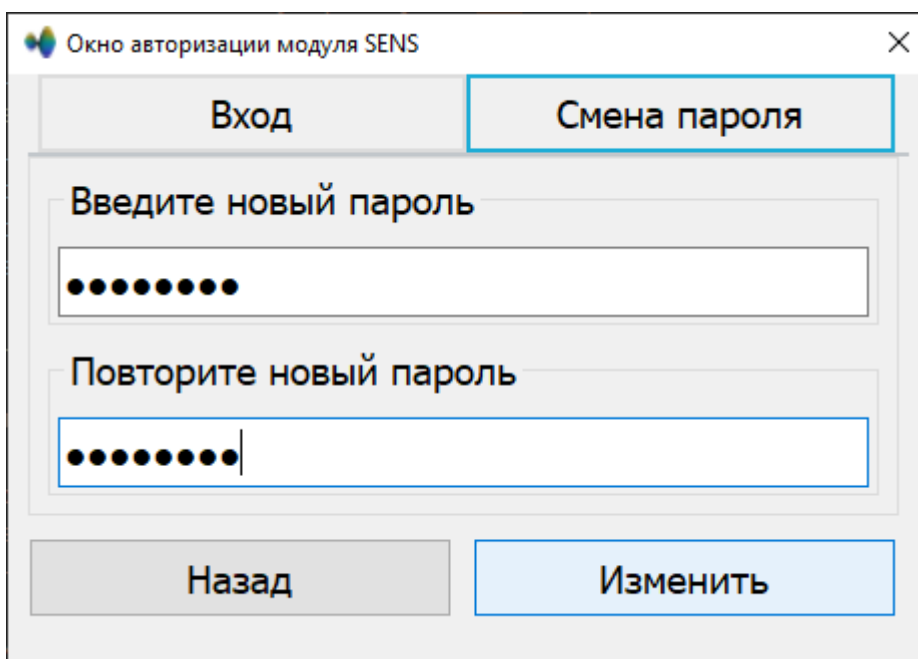 Окно авторизации модуля SENS
Вход
Смена пароля
Введите новый пароль
●●●●●●●●
Повторите новый пароль
●●●●●●●●
Назад
Изменить